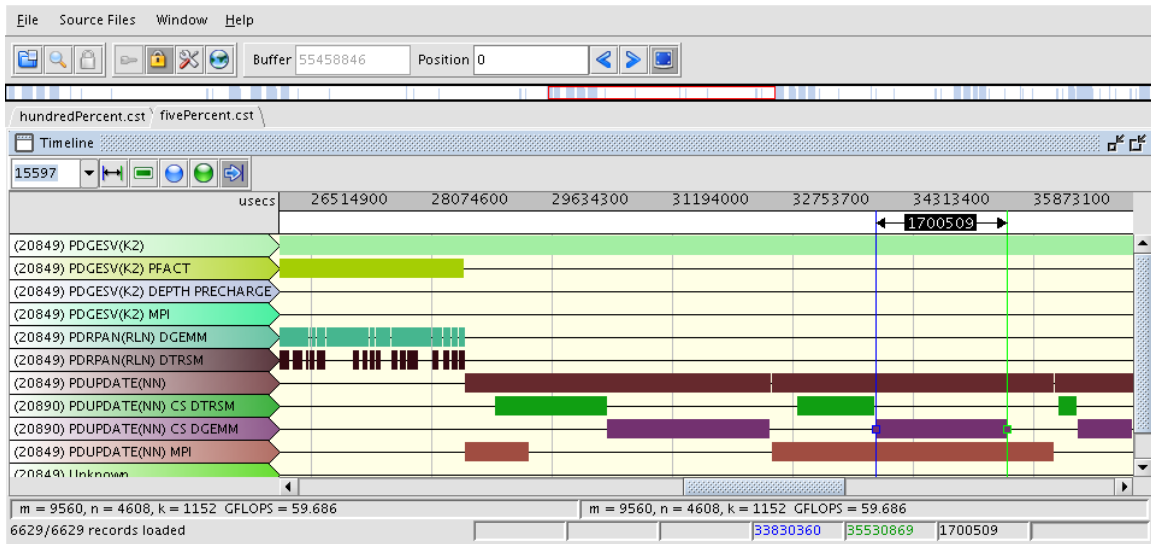 File Source Files Window Help
Buffer 55458846 Position 0
hundredPercent.cst fivePercent.cst
Timeline
15597
usecs 26514900 28074600 29634300 31194000 32753700 34313400 35873100
1700509
(20849) PDGESV(K2)
(20849) PDGESV(K2) PFACT
(20849) PDGESV(K2) DEPTH PRECHARGE
(20849) PDGESV(K2) MPI
(20849) PDRPAN(RLN) DGEMM
(20849) PDRPAN(RLN) DTRSM
(20849) PDUPDATE(NN)
(20890) PDUPDATE(NN) CS DTRSM
(20890) PDUPDATE(NN) CS DGEMM
(20849) PDUPDATE(NN) MPI
(20849) Unknown
m = 9560, n = 4608, k = 1152 GFLOPS = 59.686 m = 9560, n = 4608, k = 1152 GFLOPS = 59.686
6629/6629 records loaded 33830360 35530869 1700509